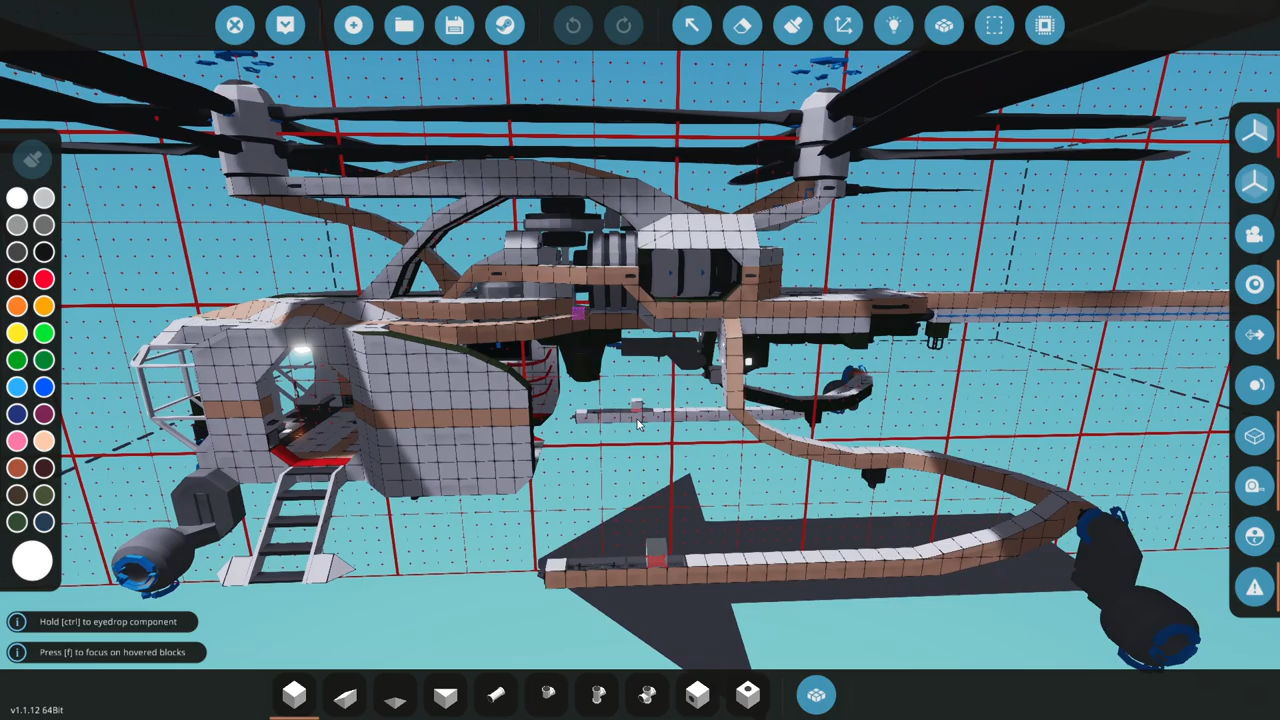 Hold [ctrl] to eyedrop component
Press [f] to focus on hovered blocks
v1.1.12 64Bit